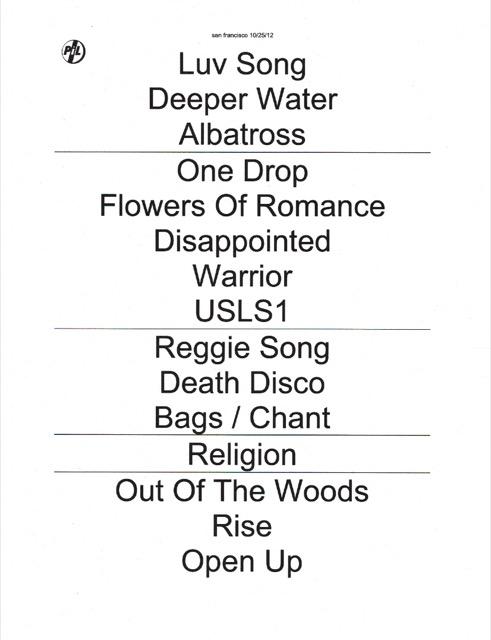 san francisco 10/25/12
PiL
Luv Song
Deeper Water
Albatross
One Drop
Flowers Of Romance
Disappointed
Warrior
USLS1
Reggie Song
Death Disco
Bags / Chant
Religion
Out Of The Woods
Rise
Open Up